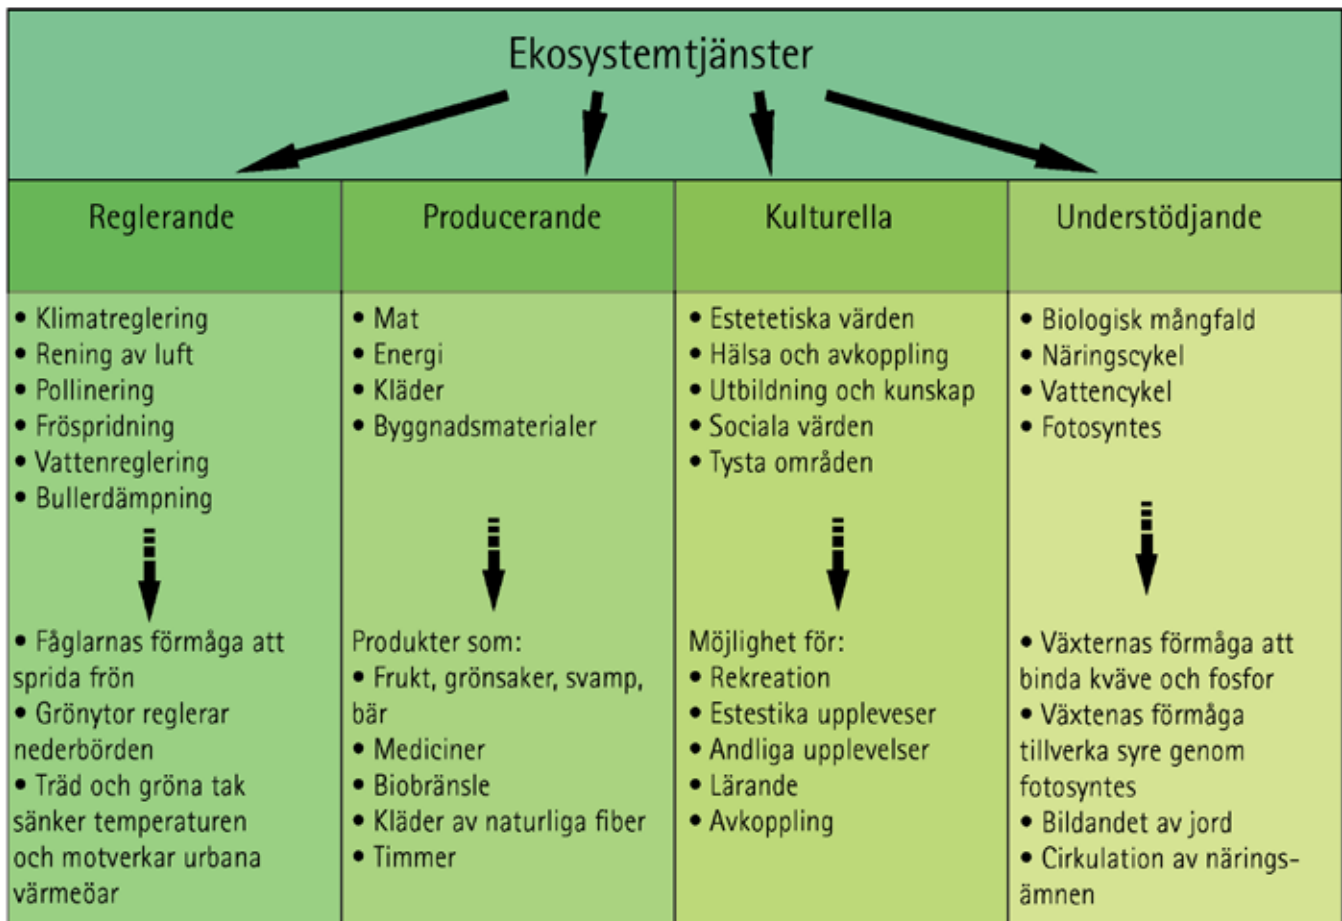 Ekosystemtjänster
Reglerande
• Klimatreglering
• Rening av luft
• Pollinering
• Fröspridning
• Vattenreglering
• Bullerdämpning
• Fåglarnas förmåga att
sprida frön
• Grönytor reglerar
nederbörden
• Träd och gröna tak
sänker temperaturen
och motverkar urbana
värmeöar
Producerande
• Mat
• Energi
• Kläder
• Byggnadsmaterialer
Produkter som:
• Frukt, grönsaker, svamp,
bär
• Mediciner
• Biobränsle
• Kläder av naturliga fiber
• Timmer
Kulturella
• Estetetiska värden
• Hälsa och avkoppling
• Utbildning och kunskap
• Sociala värden
• Tysta områden
Möjlighet för:
• Rekreation
• Estestika uppleveser
• Andliga upplevelser
• Lärande
• Avkoppling
Understödjande
• Biologisk mångfald
• Näringscykel
• Vattencykel
• Fotosyntes
• Växternas förmåga att
binda kväve och fosfor
• Växtenas förmåga
tillverka syre genom
fotosyntes
• Bildandet av jord
• Cirkulation av närings-
ämnen